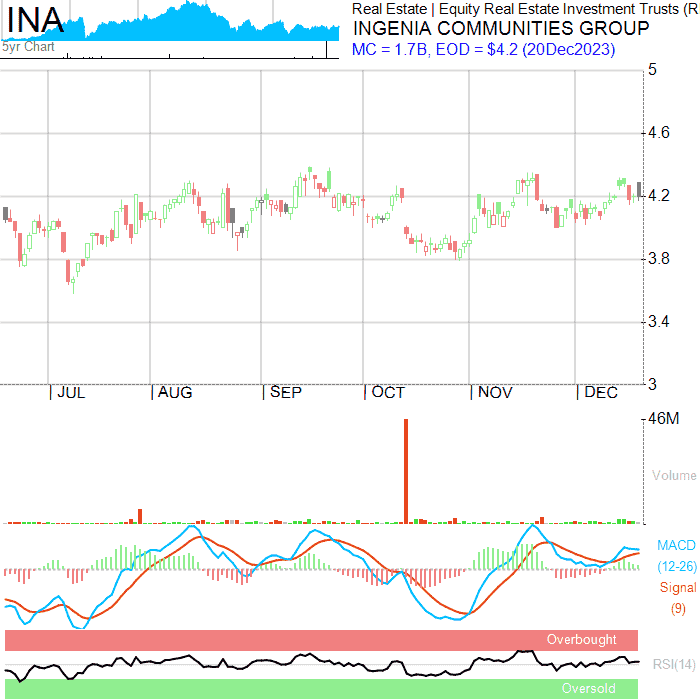 INA
5yr Chart
Real Estate | Equity Real Estate Investment Trusts (R
INGENIA COMMUNITIES GROUP
MC = 1.7B, EOD = $4.2 (20Dec2023)
5
4.6
4.2
3.8
3.4
3
JUL
AUG
SEP
OCT
NOV
DEC
46M
Volume
MACD
(12-26)
Signal
(9)
Overbought
RSI(14)
Oversold